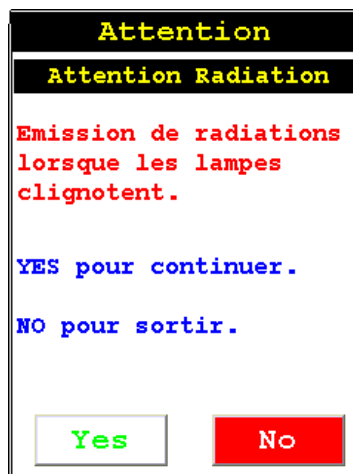 Attention
Attention Radiation
Emission de radiations
lorsque les lampes
clignotent.
YES pour continuer.
NO pour sortir.
Yes No